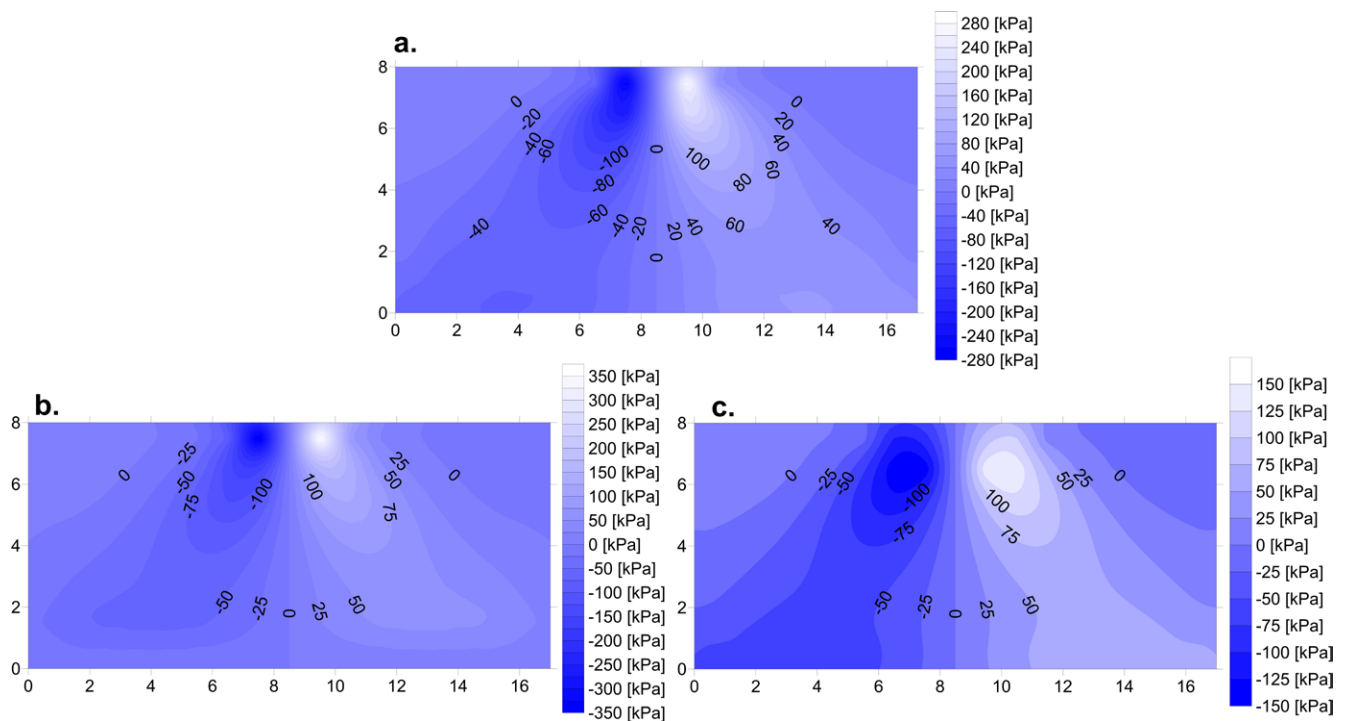 a.
280 [kPa]
240 [kPa]
200 [kPa]
160 [kPa]
120 [kPa]
80 [kPa]
40 [kPa]
0 [kPa]
-40 [kPa]
-80 [kPa]
-120 [kPa]
-160 [kPa]
-200 [kPa]
-240 [kPa]
-280 [kPa]
8
6
4
2
0
0 2 4 6 8 10 12 14 16
0 -20 -40 -60 -100 0 100 80 60 40 20 0
-40 -60 -80 -40 -20 20 40 60 40
0
b.
350 [kPa]
300 [kPa]
250 [kPa]
200 [kPa]
150 [kPa]
100 [kPa]
50 [kPa]
0 [kPa]
-50 [kPa]
-100 [kPa]
-150 [kPa]
-200 [kPa]
-250 [kPa]
-300 [kPa]
-350 [kPa]
8
6
4
2
0
0 2 4 6 8 10 12 14 16
0 -25 -50 -75 -100 100 75 50 25 0
-50 -25 0 25 50
c.
150 [kPa]
125 [kPa]
100 [kPa]
75 [kPa]
50 [kPa]
25 [kPa]
0 [kPa]
-25 [kPa]
-50 [kPa]
-75 [kPa]
-100 [kPa]
-125 [kPa]
-150 [kPa]
8
6
4
2
0
0 2 4 6 8 10 12 14 16
0 -25 -50 -100 -75 100 75 50 25 0
-50 -25 0 25 50